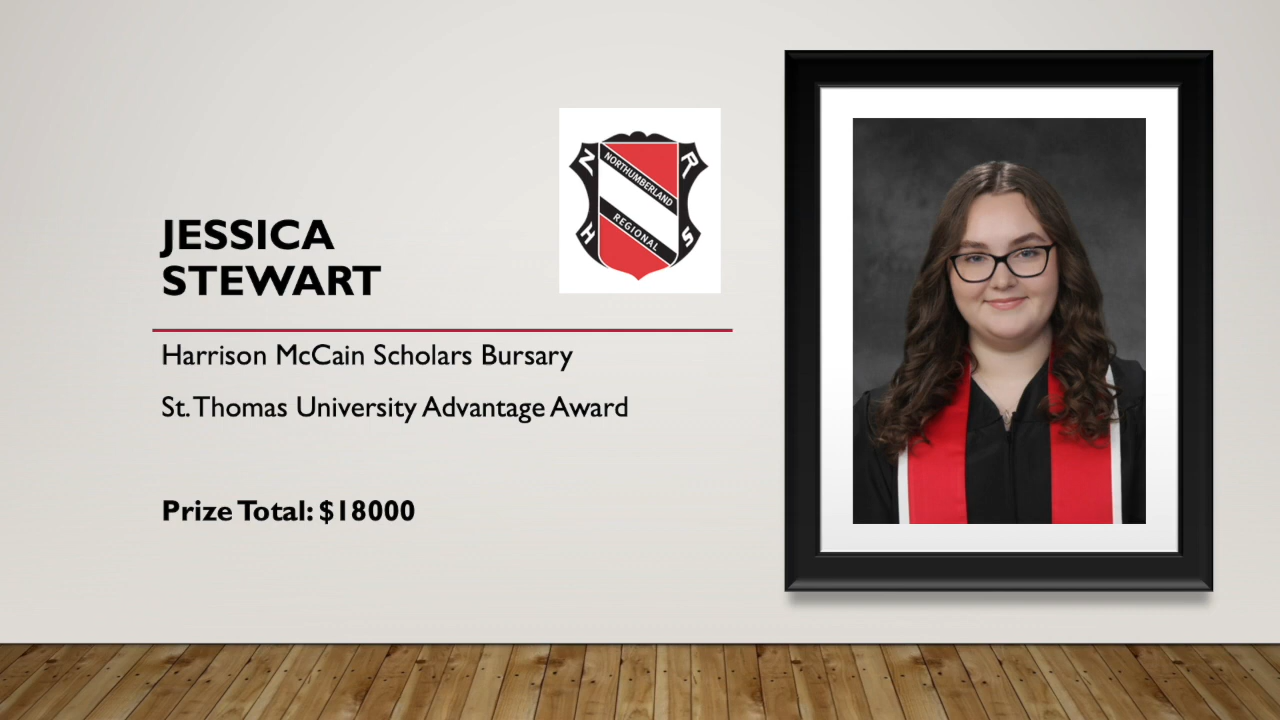 JESSICA
STEWART
N R
NORTHUMBERLAND
REGIONAL
H S
Harrison McCain Scholars Bursary
St. Thomas University Advantage Award
Prize Total: $18000